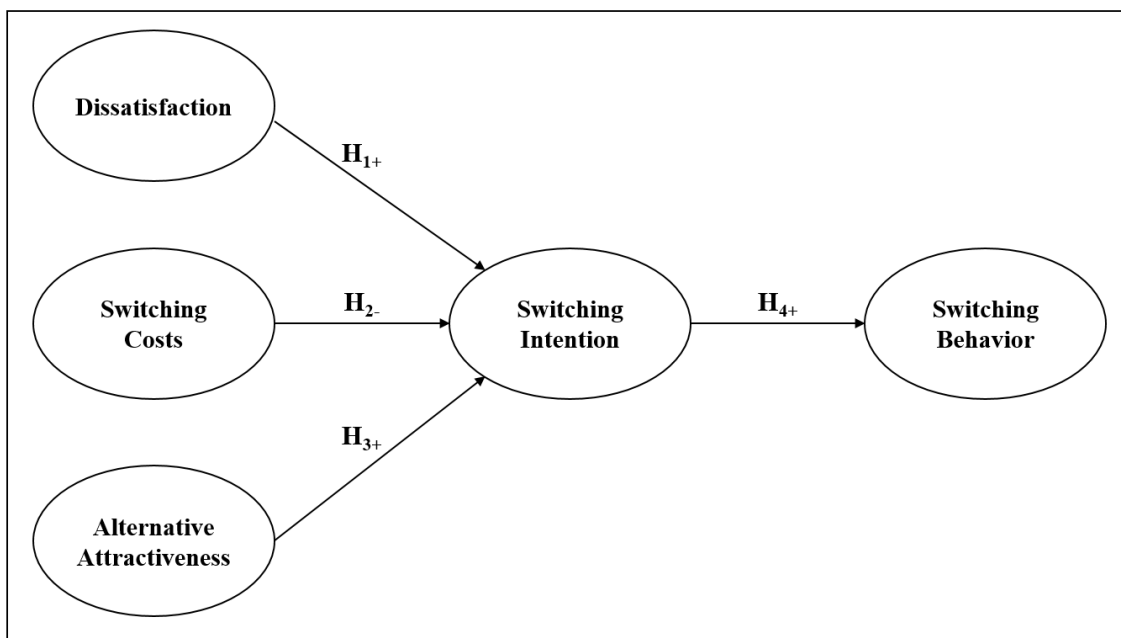 Dissatisfaction
H1+
Switching
Costs
H2-
Switching
Intention
H4+
Switching
Behavior
H3+
Alternative
Attractiveness